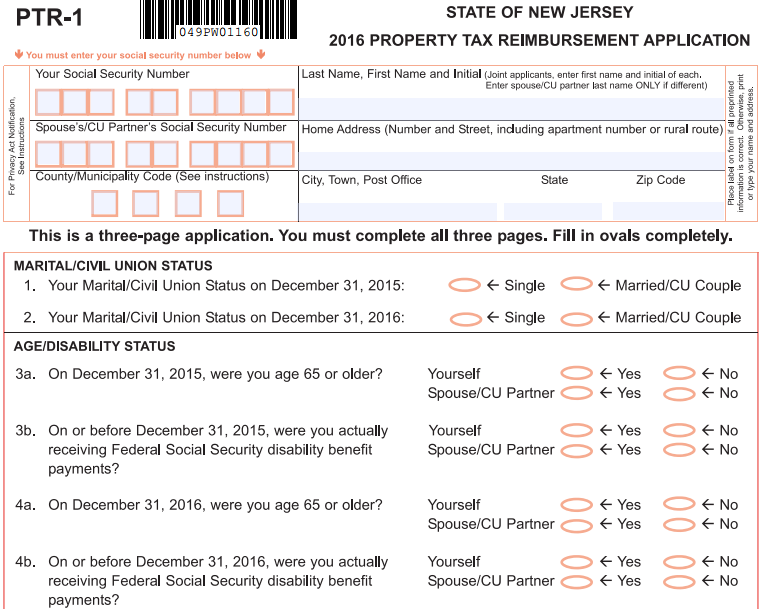 PTR-1
049PW01160
STATE OF NEW JERSEY
2016 PROPERTY TAX REIMBURSEMENT APPLICATION
You must enter your social security number below
For Privacy Act Notification,
See Instructions
Your Social Security Number
Last Name, First Name and Initial (Joint applicants, enter first name and initial of each.
Enter spouse/CU partner last name ONLY if different)
Spouse's/CU Partner's Social Security Number
Home Address (Number and Street, including apartment number or rural route)
County/Municipality Code (See instructions)
City, Town, Post Office State Zip Code
Place label on form if all preprinted
information is correct. Otherwise, print
or type your name and address.
This is a three-page application. You must complete all three pages. Fill in ovals completely.
MARITAL/CIVIL UNION STATUS
1. Your Marital/Civil Union Status on December 31, 2015: ← Single ← Married/CU Couple
2. Your Marital/Civil Union Status on December 31, 2016: ← Single ← Married/CU Couple
AGE/DISABILITY STATUS
3a. On December 31, 2015, were you age 65 or older? Yourself ← Yes ← No
Spouse/CU Partner ← Yes ← No
3b. On or before December 31, 2015, were you actually Yourself ← Yes ← No
receiving Federal Social Security disability benefit Spouse/CU Partner ← Yes ← No
payments?
4a. On December 31, 2016, were you age 65 or older? Yourself ← Yes ← No
Spouse/CU Partner ← Yes ← No
4b. On or before December 31, 2016, were you actually Yourself ← Yes ← No
receiving Federal Social Security disability benefit Spouse/CU Partner ← Yes ← No
payments?